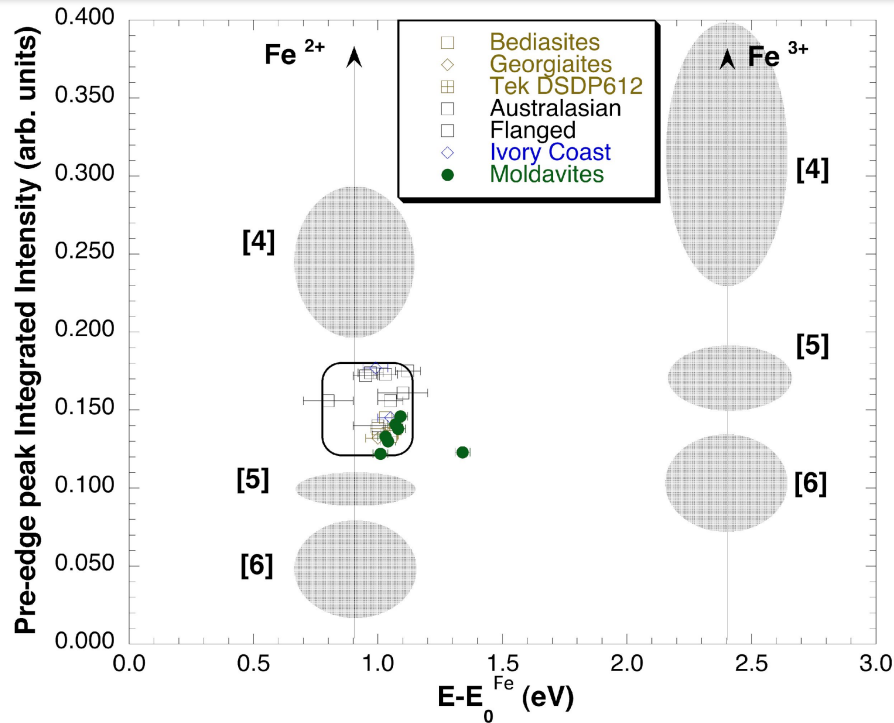 Pre-edge peak Integrated Intensity (arb. units)
0.400
0.350
0.300
0.250
0.200
0.150
0.100
0.050
0.000
Fe 2+
Fe 3+
Bediasites
Georgiaites
Tek DSDP612
Australasian
Flanged
Ivory Coast
Moldavites
[4]
[4]
[5]
[5]
[6]
[6]
0.0 0.5 1.0 1.5 2.0 2.5 3.0
E-E0Fe (eV)